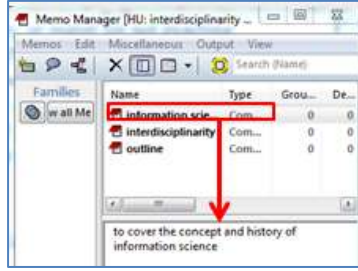 Memo Manager [HU: interdisciplinarity ...
Memos Edit Miscellaneous Output View
Search (Name)
Families
w all Me
Name Type Grou... De...
information scie Com... 0 0
interdisciplinarity Com... 0 0
outline Com... 0 0
to cover the concept and history of
information science